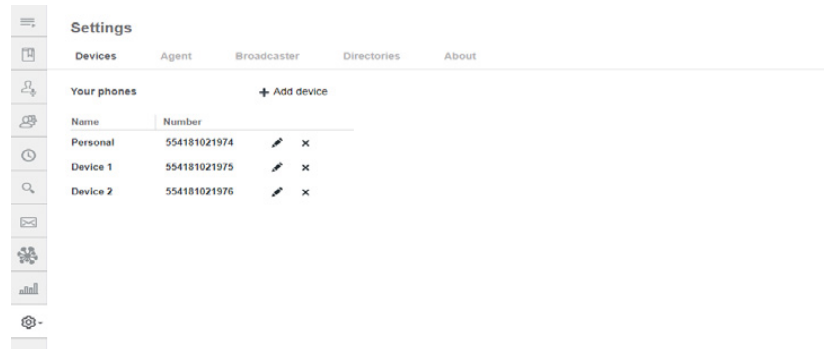 Settings
Devices Agent Broadcaster Directories About
Your phones + Add device
Name Number
Personal 554181021974
Device 1 554181021975
Device 2 554181021976